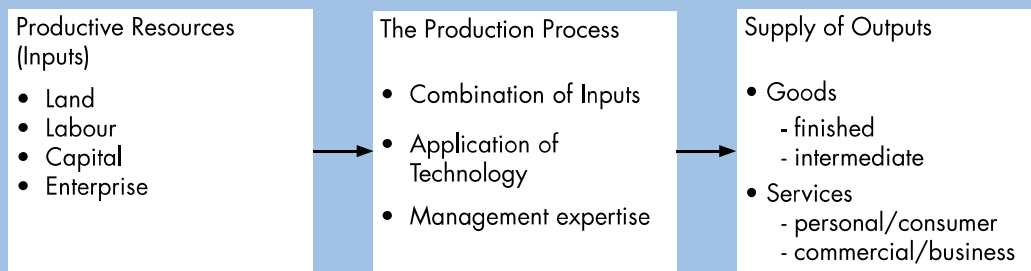 Productive Resources
(Inputs)
• Land
• Labour
• Capital
• Enterprise
The Production Process
• Combination of Inputs
• Application of
Technology
• Management expertise
Supply of Outputs
• Goods
- finished
- intermediate
• Services
- personal/consumer
- commercial/business